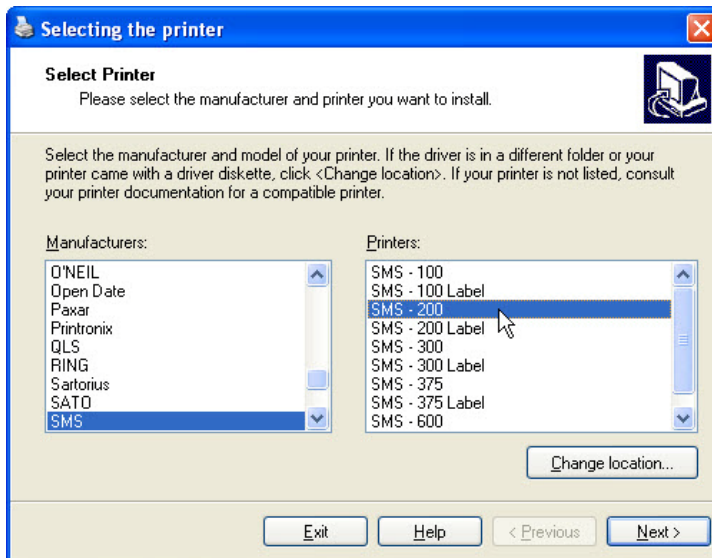 Selecting the printer
Select Printer
Please select the manufacturer and printer you want to install.
Select the manufacturer and model of your printer. If the driver is in a different folder or your
printer came with a driver diskette, click <Change location>. If your printer is not listed, consult
your printer documentation for a compatible printer.
Manufacturers:
O'NEIL
Open Date
Paxar
Printronix
QLS
RING
Sartorius
SATO
SMS
Printers:
SMS - 100
SMS - 100 Label
SMS - 200
SMS - 200 Label
SMS - 300
SMS - 300 Label
SMS - 375
SMS - 375 Label
SMS - 600
Change location...
Exit
Help
< Previous
Next >